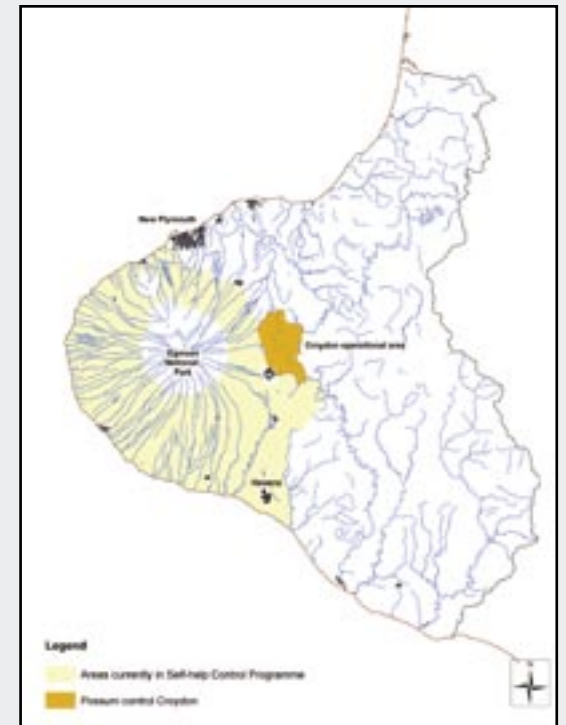 New Plymouth
Egmont
National
Park
Croydon operational area
Hawera
Legend
Areas currently in Self-help Control Programme
Possum control Croydon